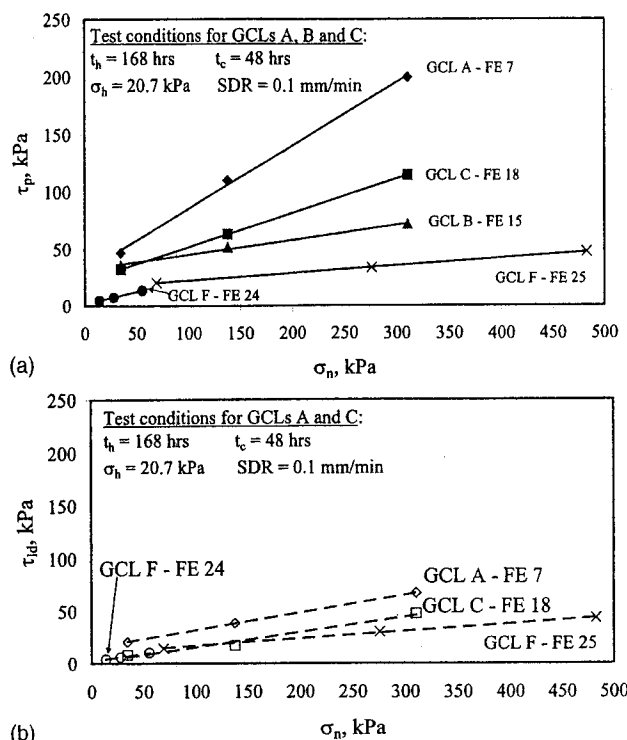 Test conditions for GCLs A, B and C:
t_h = 168 hrs t_c = 48 hrs
σ_h = 20.7 kPa SDR = 0.1 mm/min
GCL A - FE 7
GCL C - FE 18
GCL B - FE 15
GCL F - FE 25
GCL F - FE 24
250
200
150
100
50
0
τ_p, kPa
0 50 100 150 200 250 300 350 400 450 500
σ_n, kPa
(a)
Test conditions for GCLs A and C:
t_h = 168 hrs t_c = 48 hrs
σ_h = 20.7 kPa SDR = 0.1 mm/min
GCL F - FE 24
GCL A - FE 7
GCL C - FE 18
GCL F - FE 25
250
200
150
100
50
0
τ_ld, kPa
0 50 100 150 200 250 300 350 400 450 500
σ_n, kPa
(b)